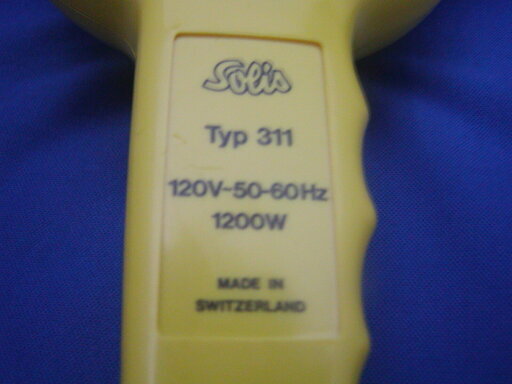 Solis
Typ 311
120V~50-60Hz
1200W
MADE IN
SWITZERLAND